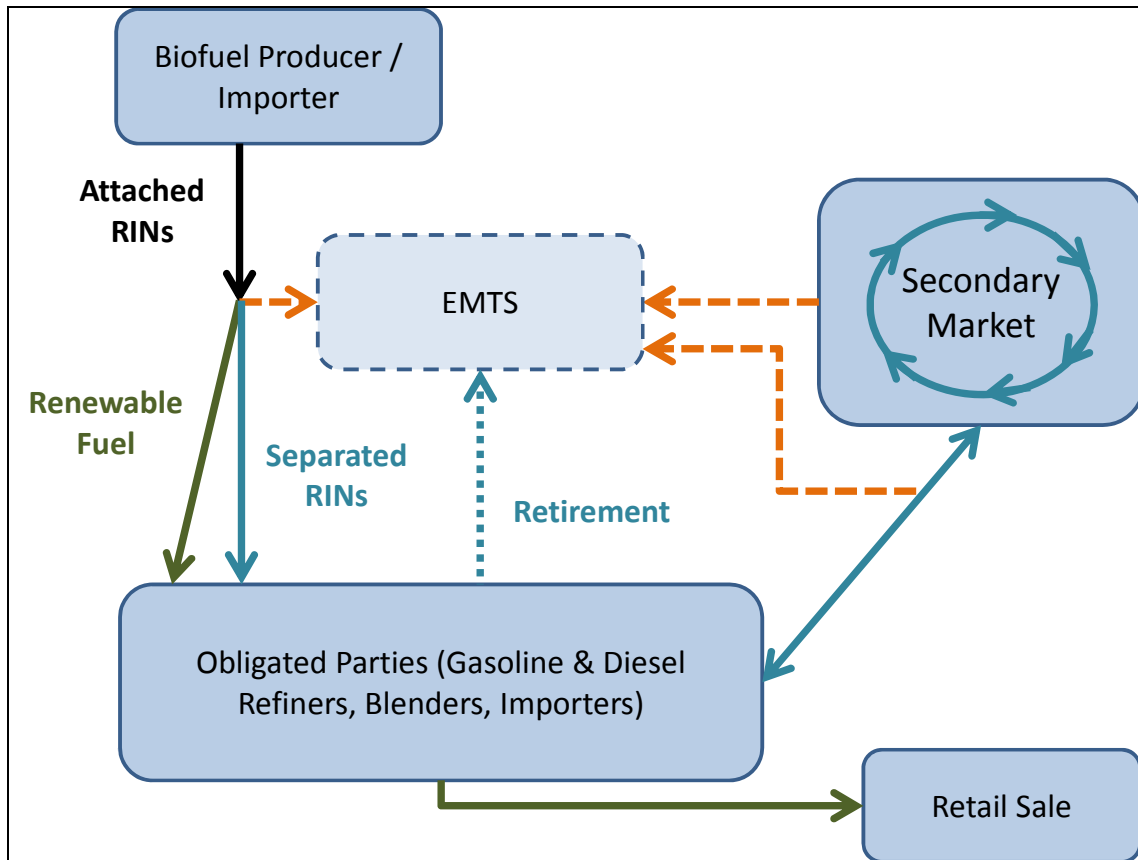 Biofuel Producer /
Importer
Attached
RINs
EMTS
Secondary
Market
Renewable
Fuel
Separated
RINs
Retirement
Obligated Parties (Gasoline & Diesel
Refiners, Blenders, Importers)
Retail Sale